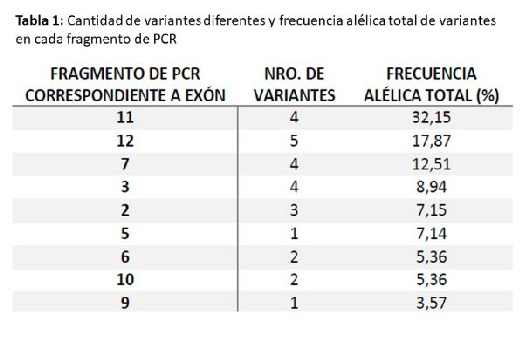 Tabla 1: Cantidad de variantes diferentes y frecuencia alélica total de variantes
en cada fragmento de PCR
FRAGMENTO DE PCR NRO. DE FRECUENCIA
CORRESPONDIENTE A EXÓN VARIANTES ALÉLICA TOTAL (%)
11 4 32,15
12 5 17,87
7 4 12,51
3 4 8,94
2 3 7,15
5 1 7,14
6 2 5,36
10 2 5,36
9 1 3,57